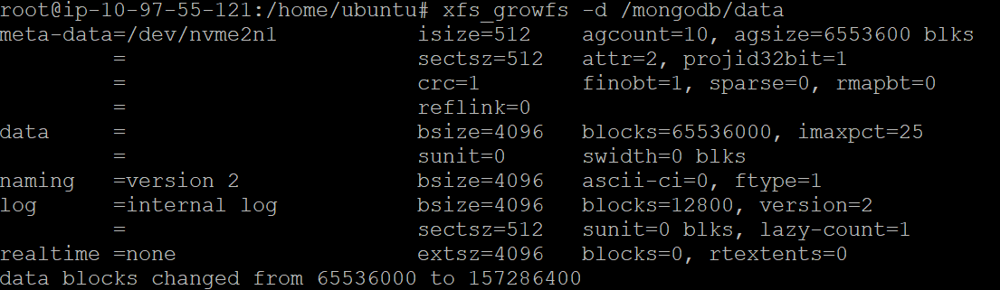 root@ip-10-97-55-121:/home/ubuntu# xfs_growfs -d /mongodb/data
meta-data=/dev/nvme2n1           isize=512    agcount=10, agsize=6553600 blks
         =                       sectsz=512   attr=2, projid32bit=1
         =                       crc=1        finobt=1, sparse=0, rmapbt=0
         =                       reflink=0
data     =                       bsize=4096   blocks=65536000, imaxpct=25
         =                       sunit=0      swidth=0 blks
naming   =version 2              bsize=4096   ascii-ci=0, ftype=1
log      =internal log           bsize=4096   blocks=12800, version=2
         =                       sectsz=512   sunit=0 blks, lazy-count=1
realtime =none                   extsz=4096   blocks=0, rtextents=0
data blocks changed from 65536000 to 157286400